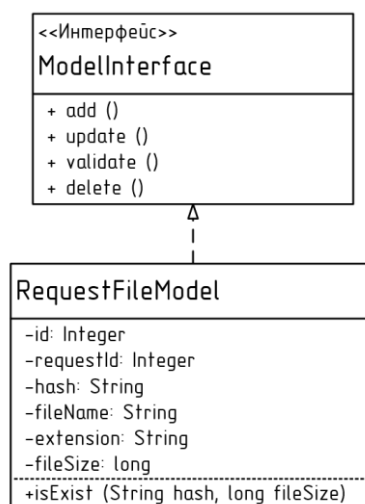 <<Интерфейс>>
ModelInterface
+ add ()
+ update ()
+ validate ()
+ delete ()
RequestFileModel
-id: Integer
-requestId: Integer
-hash: String
-fileName: String
-extension: String
-fileSize: long
+isExist (String hash, long fileSize)